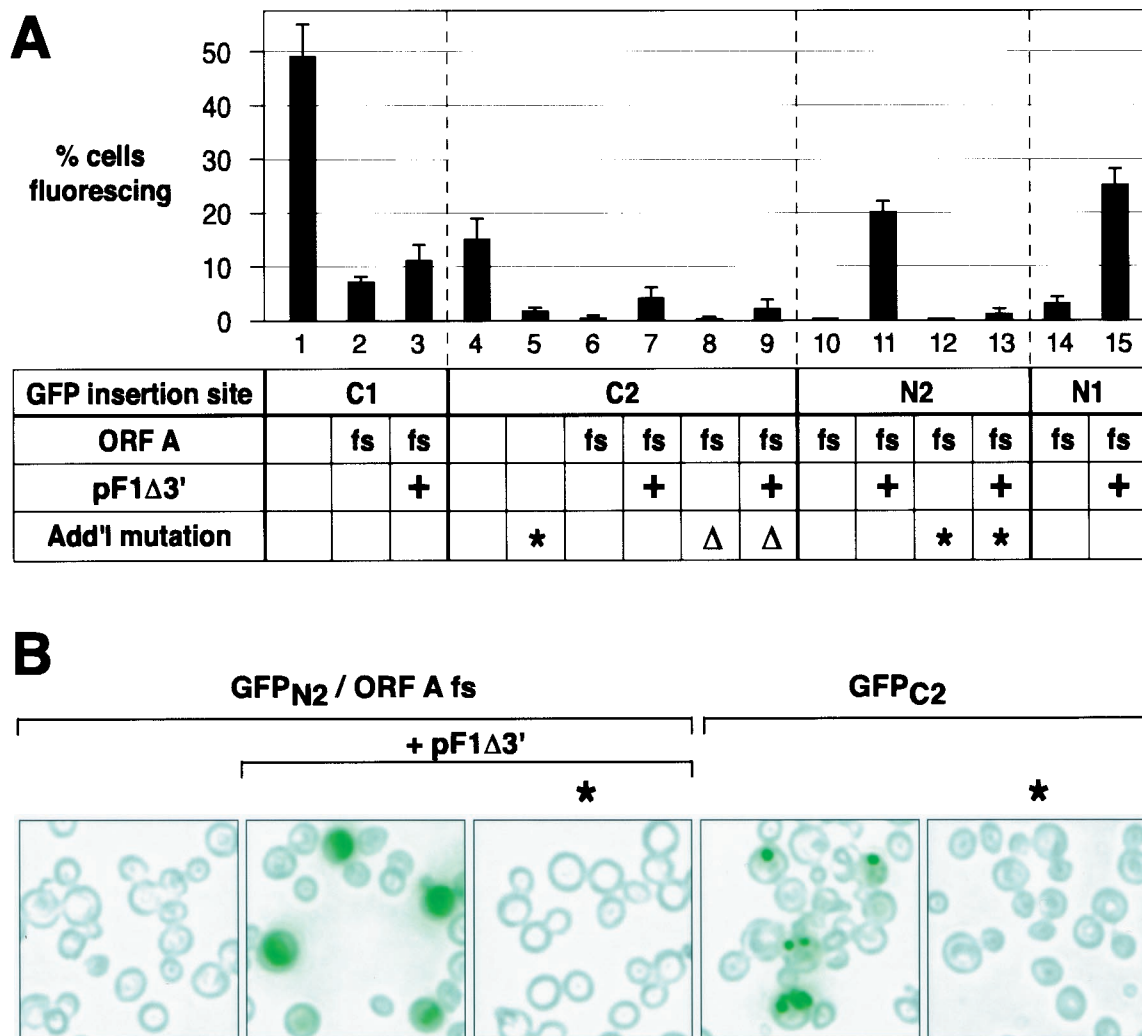 A
50
40
% cells
30
fluorescing
20
10
0
1 2 3 4 5 6 7 8 9 10 11 12 13 14 15
GFP insertion site C1 C2 N2 N1
ORF A fs fs fs fs fs fs fs fs fs fs fs fs
pF1Δ3' + + + + + +
Add'l mutation * Δ Δ * *
B
GFPN2 / ORF A fs GFPC2
+ pF1Δ3'
* *